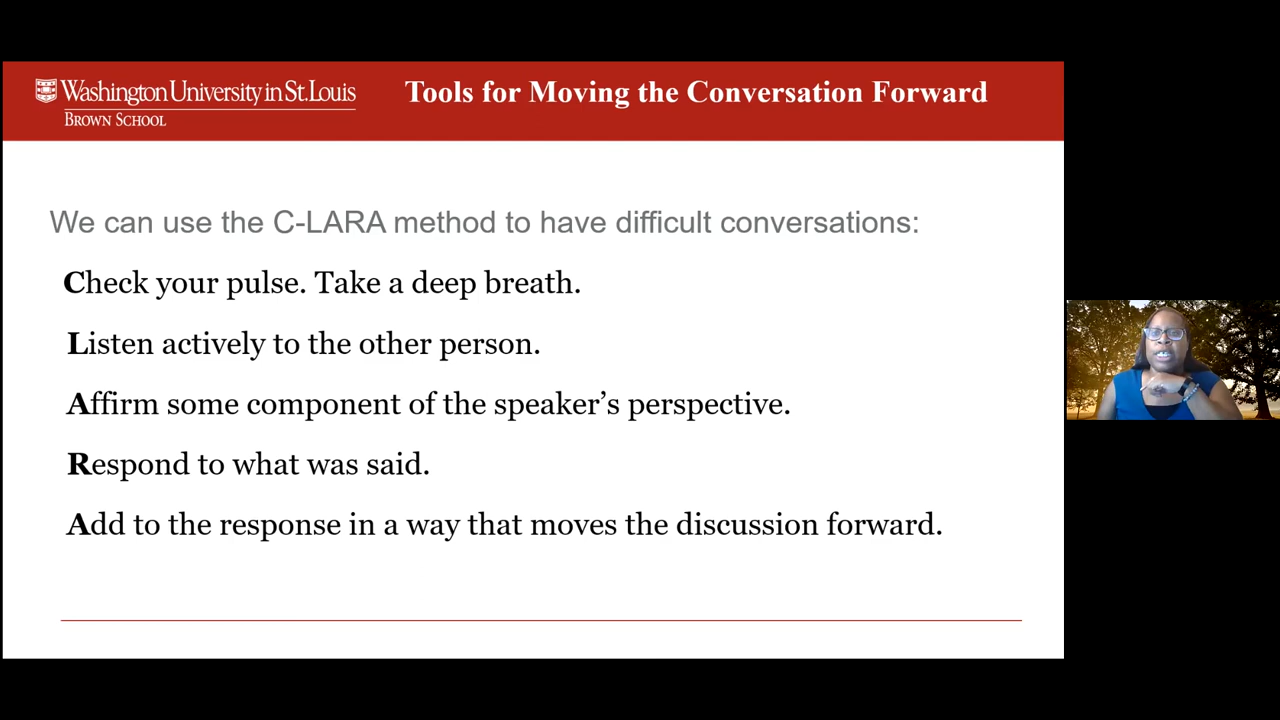 Washington University in St. Louis
Brown School
Tools for Moving the Conversation Forward
We can use the C-LARA method to have difficult conversations:
Check your pulse. Take a deep breath.
Listen actively to the other person.
Affirm some component of the speaker’s perspective.
Respond to what was said.
Add to the response in a way that moves the discussion forward.